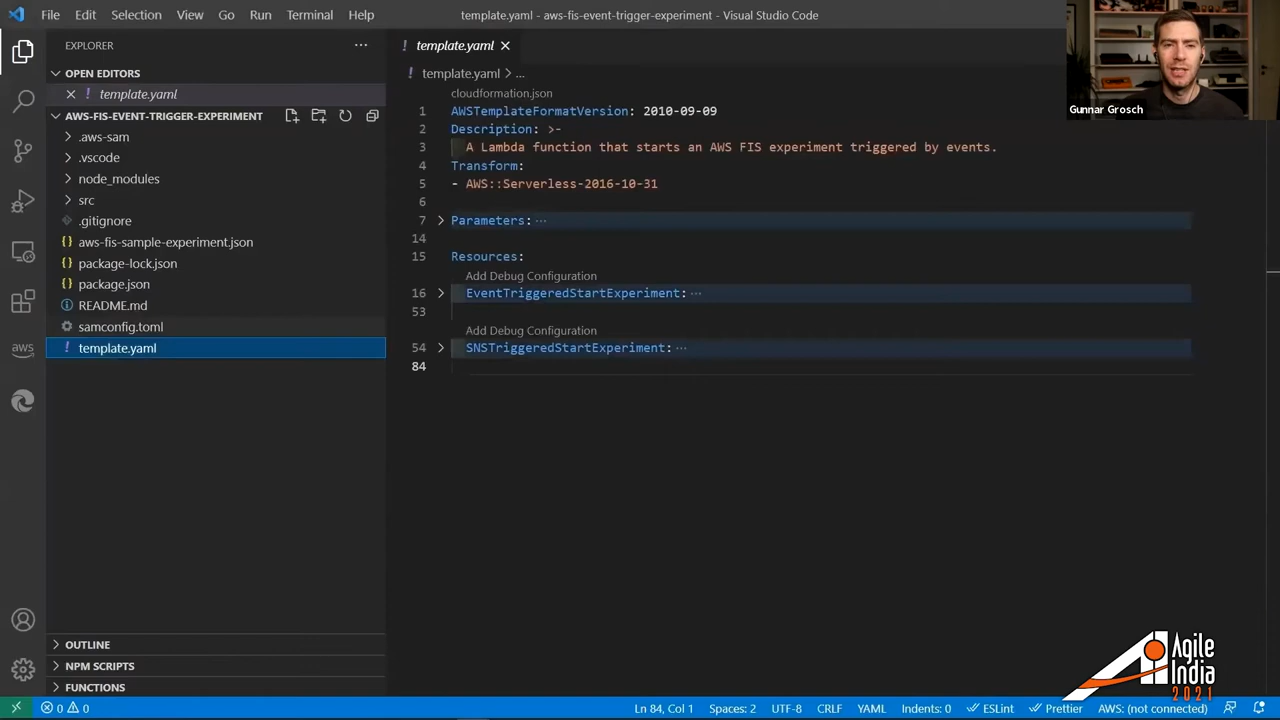 File Edit Selection View Go Run Terminal Help
template.yaml - aws-fis-event-trigger-experiment - Visual Studio Code
Gunnar Grosch
EXPLORER
OPEN EDITORS
template.yaml
AWS-FIS-EVENT-TRIGGER-EXPERIMENT
.aws-sam
.vscode
node_modules
src
.gitignore
aws-fis-sample-experiment.json
package-lock.json
package.json
README.md
samconfig.toml
template.yaml
OUTLINE
NPM SCRIPTS
FUNCTIONS
aws
template.yaml
template.yaml > ...
cloudformation.json
1 AWSTemplateFormatVersion: 2010-09-09
2 Description: >-
3 A Lambda function that starts an AWS FIS experiment triggered by events.
4 Transform:
5 - AWS::Serverless-2016-10-31
6
7 Parameters: ...
14
15 Resources:
Add Debug Configuration
16 EventTriggeredStartExperiment: ...
53
Add Debug Configuration
54 SNSTriggeredStartExperiment: ...
84
Agile
India
2021
0 0 Ln 84, Col 1 Spaces: 2 UTF-8 CRLF YAML Indents: 0 ESLint Prettier AWS: (not connected)